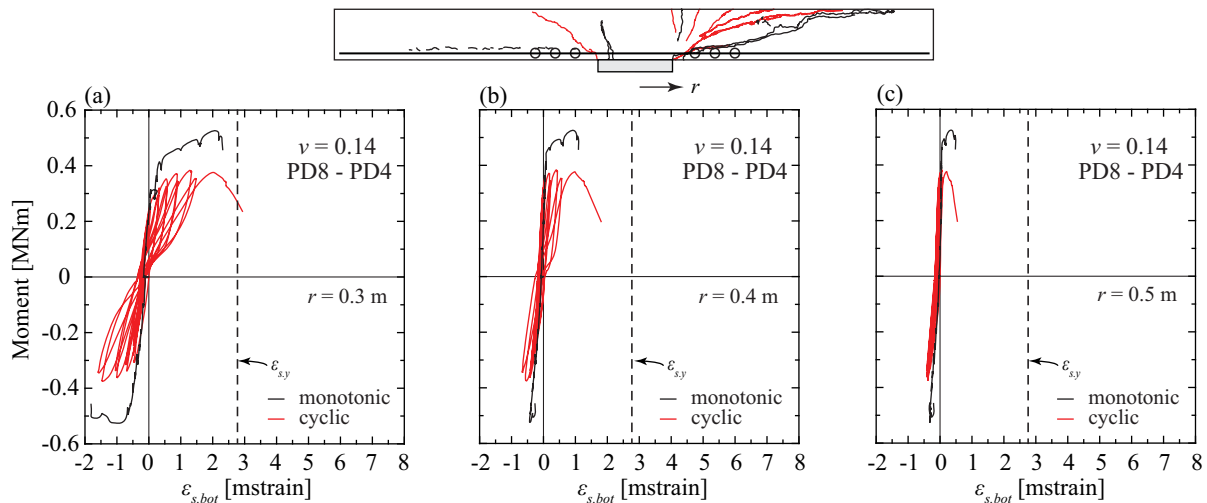 r
(a)
(b)
(c)
Moment [MNm]
0.6
0.4
0.2
0
-0.2
-0.4
-0.6
ν = 0.14
PD8 - PD4
r = 0.3 m
εs.y
monotonic
cyclic
-2 -1 0 1 2 3 4 5 6 7 8
εs,bot [mstrain]
ν = 0.14
PD8 - PD4
r = 0.4 m
εs.y
monotonic
cyclic
-2 -1 0 1 2 3 4 5 6 7 8
εs,bot [mstrain]
ν = 0.14
PD8 - PD4
r = 0.5 m
εs.y
monotonic
cyclic
-2 -1 0 1 2 3 4 5 6 7 8
εs,bot [mstrain]